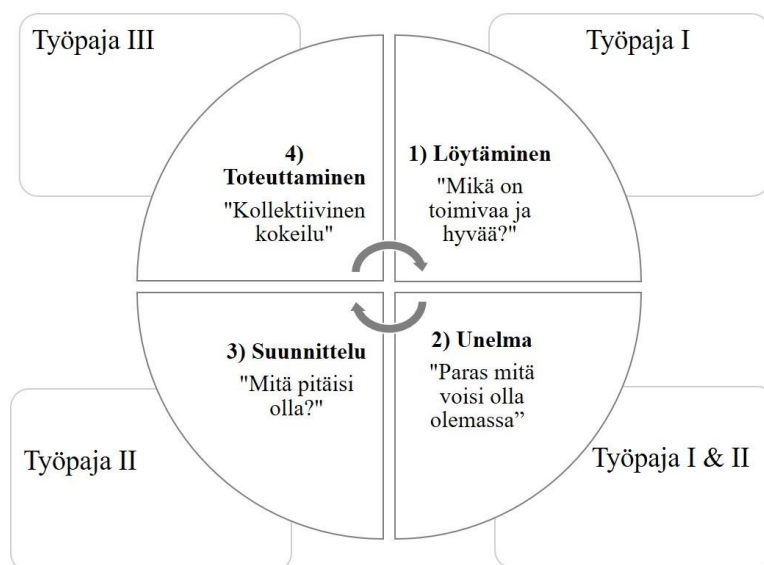 Työpaja III
Työpaja I
4)
Toteuttaminen
"Kollektiivinen
kokeilu"
1) Löytäminen
"Mikä on
toimivaa ja
hyvää?"
3) Suunnittelu
"Mitä pitäisi
olla?"
2) Unelma
"Paras mitä
voisi olla
olemassa”
Työpaja II
Työpaja I & II